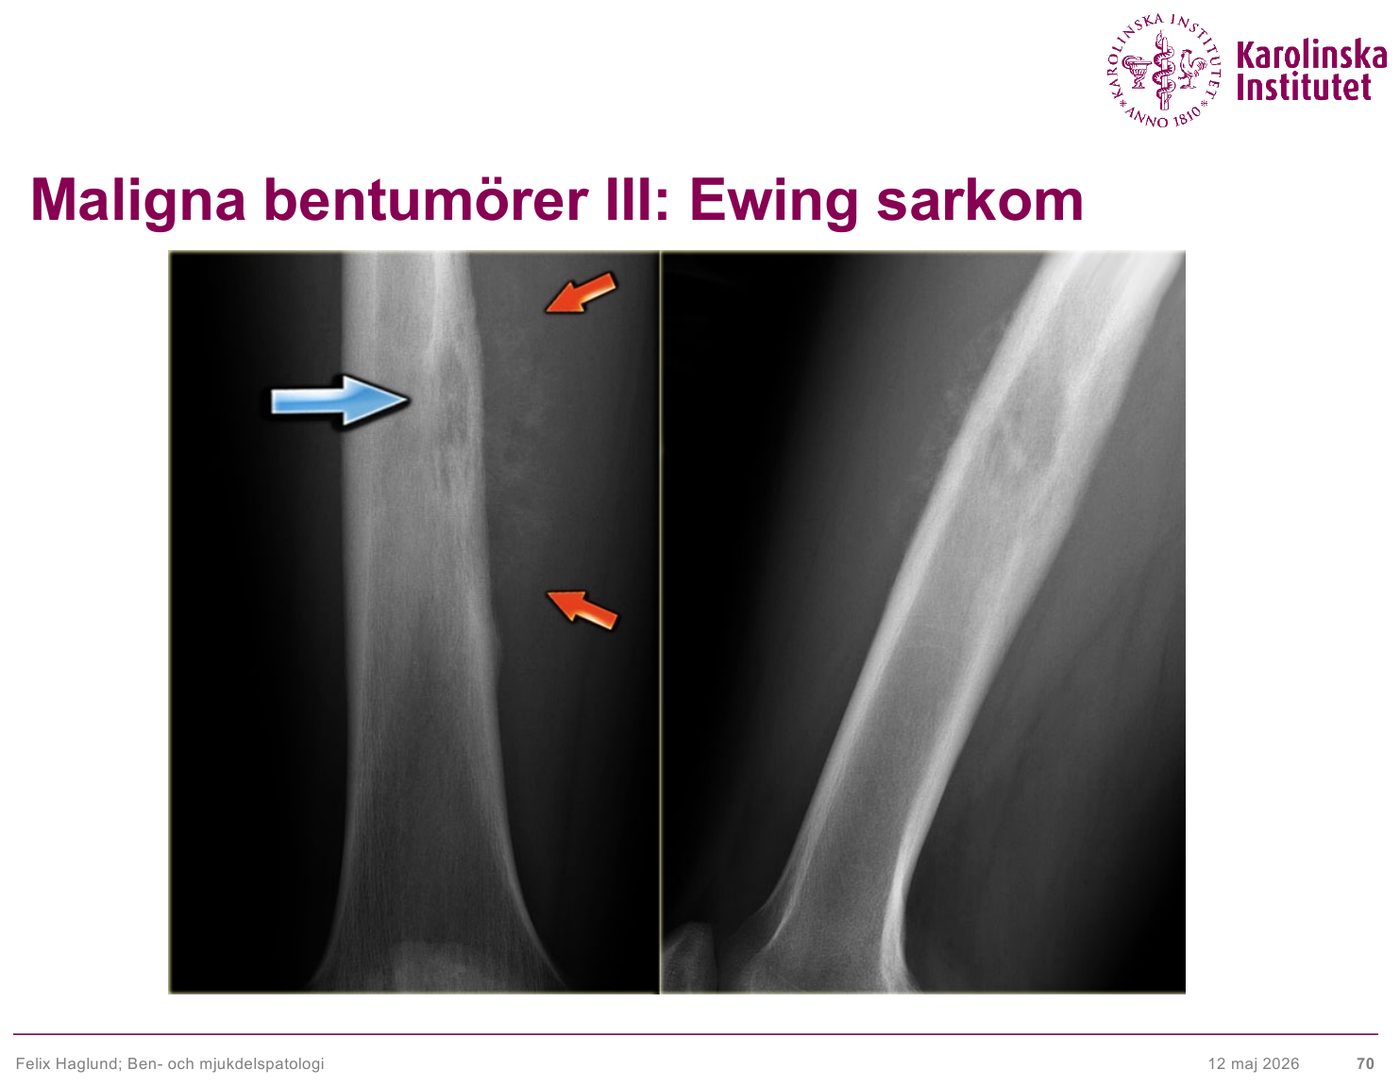 KAROLINSKA INSTITUTET
ANNO 1810
Karolinska
Institutet
Maligna bentumörer III: Ewing sarkom
Felix Haglund; Ben- och mjukdelspatologi
12 maj 2026
70